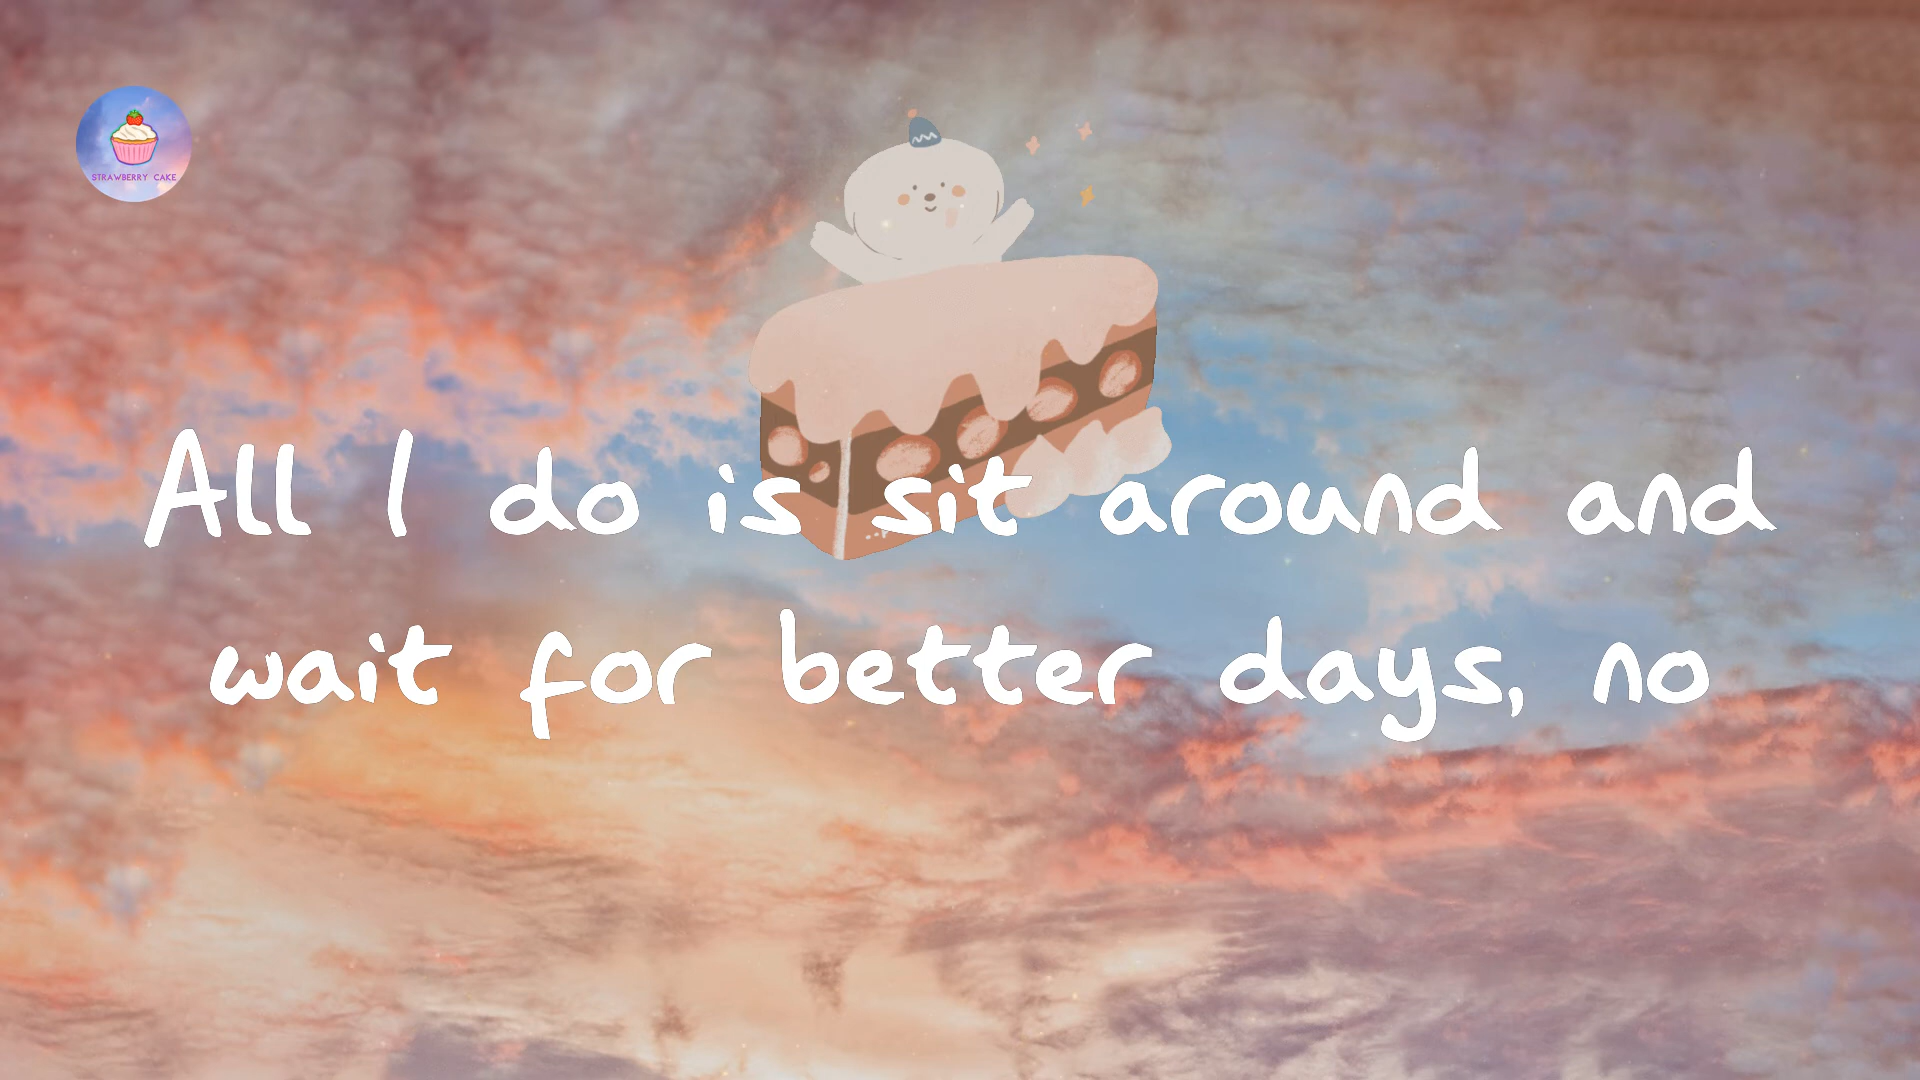 STRAWBERRY CAKE
All I do is sit around and
wait for better days, no